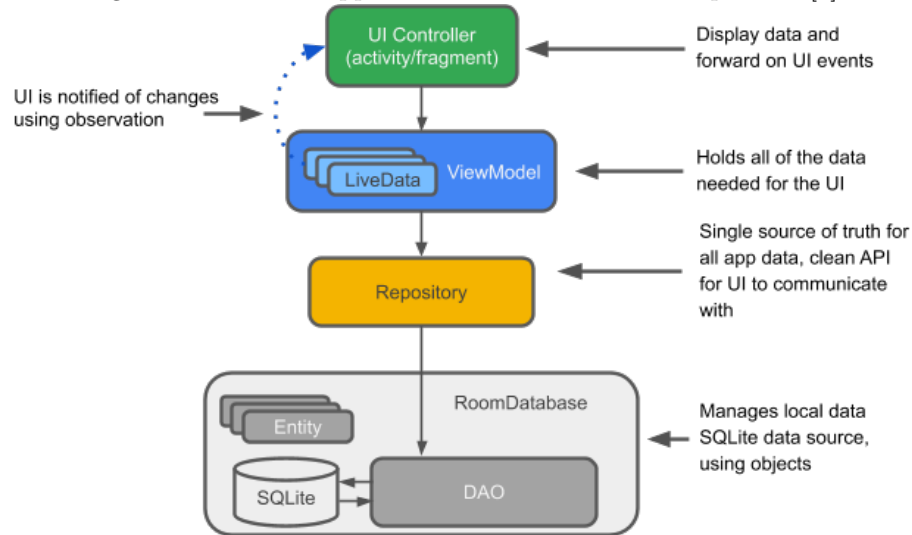 UI Controller
(activity/fragment)
Display data and
forward on UI events
UI is notified of changes
using observation
LiveData
ViewModel
Holds all of the data
needed for the UI
Single source of truth for
all app data, clean API
for UI to communicate
with
Repository
RoomDatabase
Entity
Manages local data
SQLite data source,
using objects
SQLite
DAO